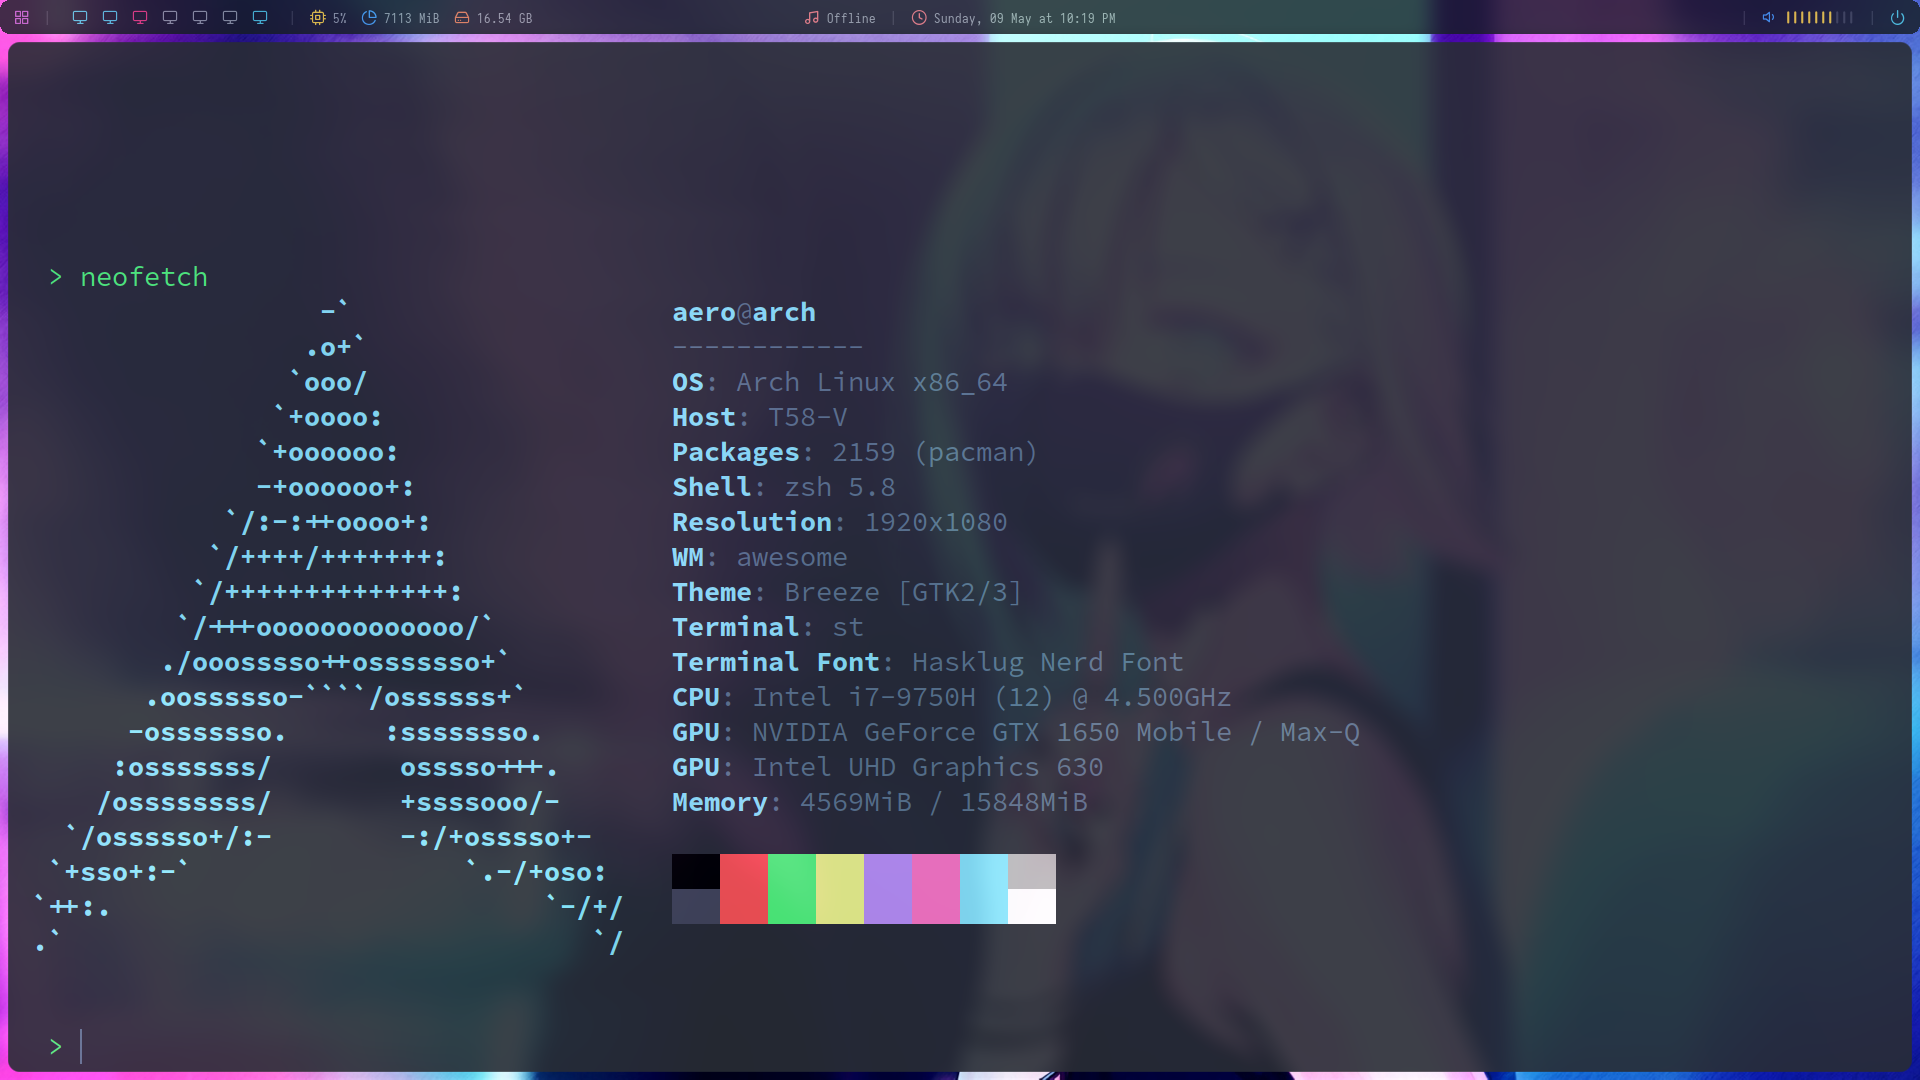 5% 7113 MiB 16.54 GB Offline Sunday, 09 May at 10:19 PM
> neofetch
-`
.o+`
`ooo/
`+oooo:
`+oooooo:
-+oooooo+:
`/:-:++oooo+:
`/++++/+++++++:
`/++++++++++++++:
`/+++ooooooooooooo/`
./ooosssso++osssssso+`
.oossssso-````/ossssss+`
-osssssso. :ssssssso.
:osssssss/ osssso+++.
/ossssssss/ +ssssooo/-
`/ossssso+/:- -:/+osssso+-
`+sso+:-` `.-/+oso:
`++:. `-/+/
.` `/
aero@arch
------------
OS: Arch Linux x86_64
Host: T58-V
Packages: 2159 (pacman)
Shell: zsh 5.8
Resolution: 1920x1080
WM: awesome
Theme: Breeze [GTK2/3]
Terminal: st
Terminal Font: Hasklug Nerd Font
CPU: Intel i7-9750H (12) @ 4.500GHz
GPU: NVIDIA GeForce GTX 1650 Mobile / Max-Q
GPU: Intel UHD Graphics 630
Memory: 4569MiB / 15848MiB
>